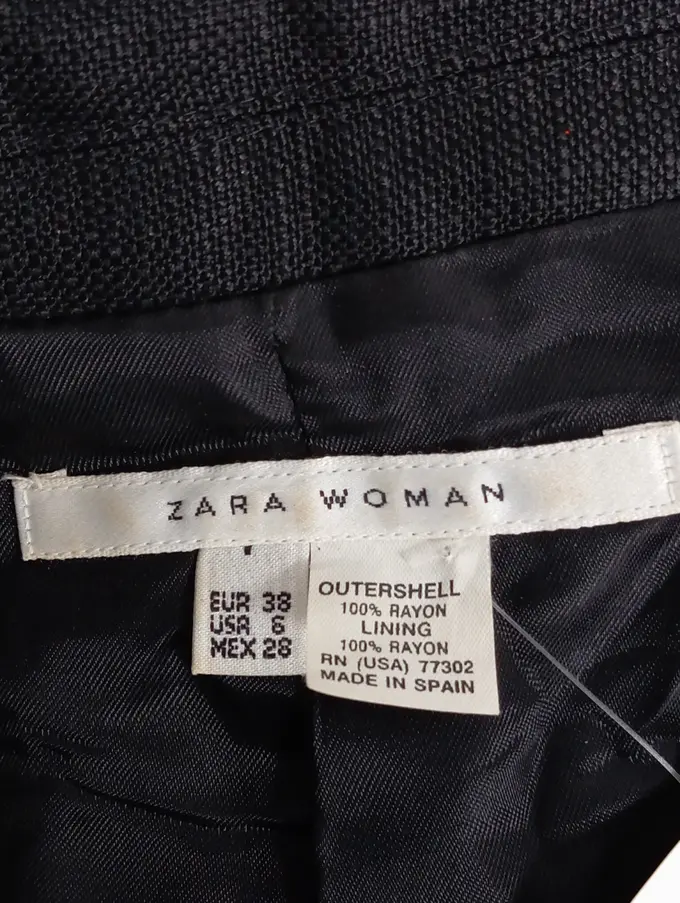 ZARA WOMAN
EUR 38
USA 6
MEX 28
OUTERSHELL
100% RAYON
LINING
100% RAYON
RN (USA) 77302
MADE IN SPAIN